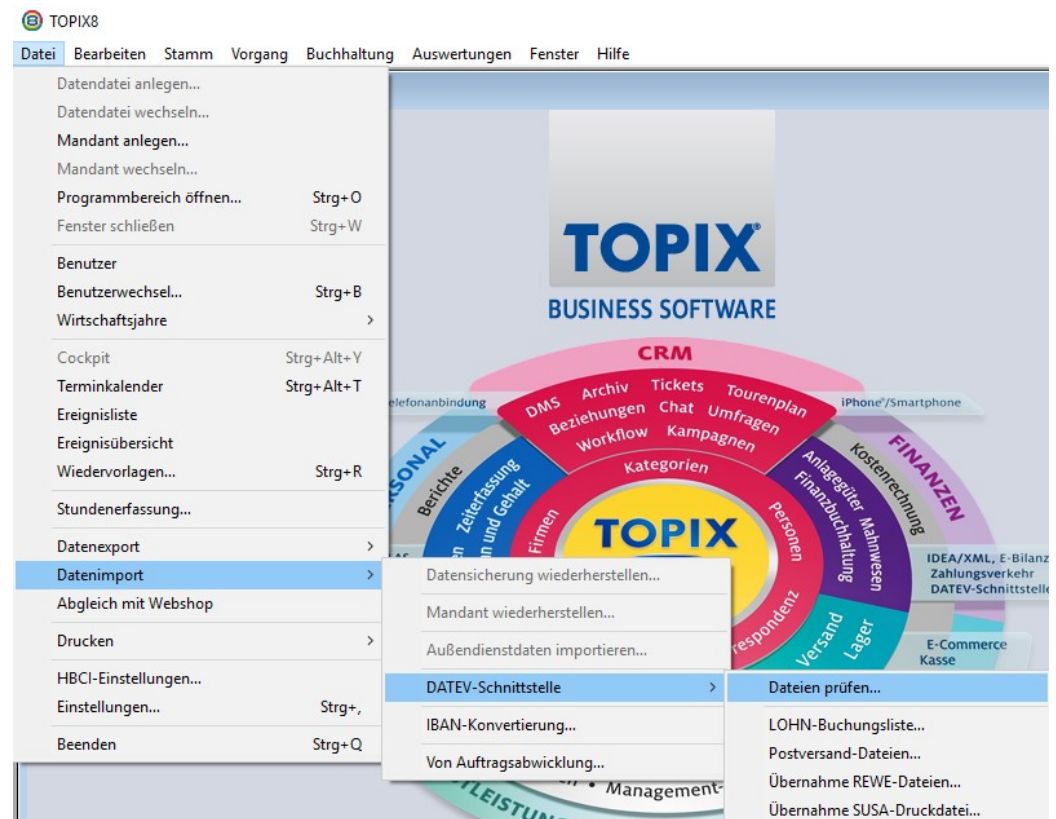 TOPIX8
Datei Bearbeiten Stamm Vorgang Buchhaltung Auswertungen Fenster Hilfe
Datendatei anlegen...
Datendatei wechseln...
Mandant anlegen...
Mandant wechseln...
Programmbereich öffnen... Strg+O
Fenster schließen Strg+W
Benutzer
Benutzerwechsel... Strg+B
Wirtschaftsjahre >
Cockpit Strg+Alt+Y
Terminkalender Strg+Alt+T
Ereignisliste
Ereignisübersicht
Wiedervorlagen... Strg+R
Stundenerfassung...
Datenexport >
Datenimport >
Abgleich mit Webshop
Drucken >
HBCI-Einstellungen...
Einstellungen... Strg+,
Beenden Strg+Q
Datensicherung wiederherstellen...
Mandant wiederherstellen...
Außendienstdaten importieren...
DATEV-Schnittstelle >
IBAN-Konvertierung...
Von Auftragsabwicklung...
Dateien prüfen...
LOHN-Buchungsliste...
Postversand-Dateien...
Übernahme REWE-Dateien...
Übernahme SUSA-Druckdatei...
TOPIX®
BUSINESS SOFTWARE
CRM
DMS Archiv Tickets Tourenplan
Beziehungen Chat Umfragen
Workflow Kampagnen
Kategorien
elefonanbindung
iPhone®/Smartphone
SONAL
Berichte
Zeiterfassung
und Gehalt
Firmen
TOPIX
Personen
Anlagegüter Mahnwesen
Finanzbuchhaltung
Kostenrechnung
FINANZEN
IDEA/XML, E-Bilanz
Zahlungsverkehr
DATEV-Schnittstelle
respondenz
Versand
Lager
E-Commerce
Kasse
• Management-